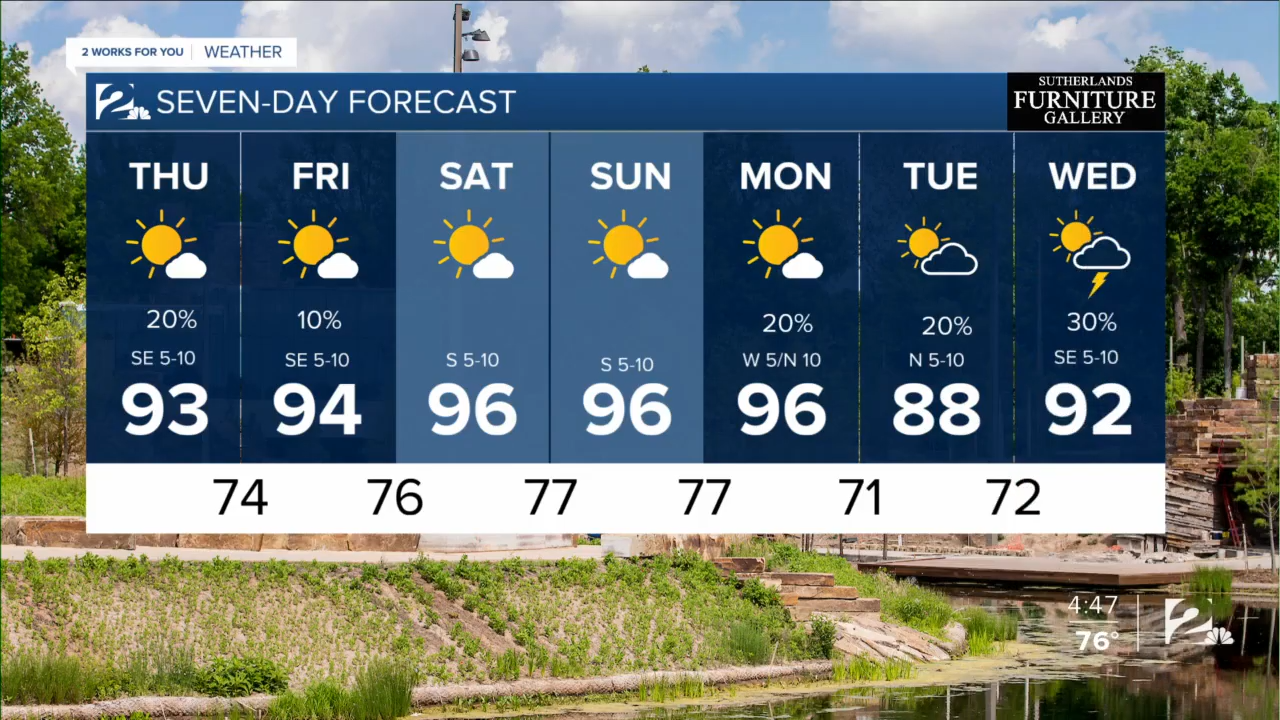 2 WORKS FOR YOU | WEATHER
2 SEVEN-DAY FORECAST
SUTHERLANDS
FURNITURE
GALLERY
THU FRI SAT SUN MON TUE WED
20% 10% 20% 20% 30%
SE 5-10 SE 5-10 S 5-10 S 5-10 W 5/N 10 N 5-10 SE 5-10
93 94 96 96 96 88 92
74 76 77 77 71 72
4:47
76°
2